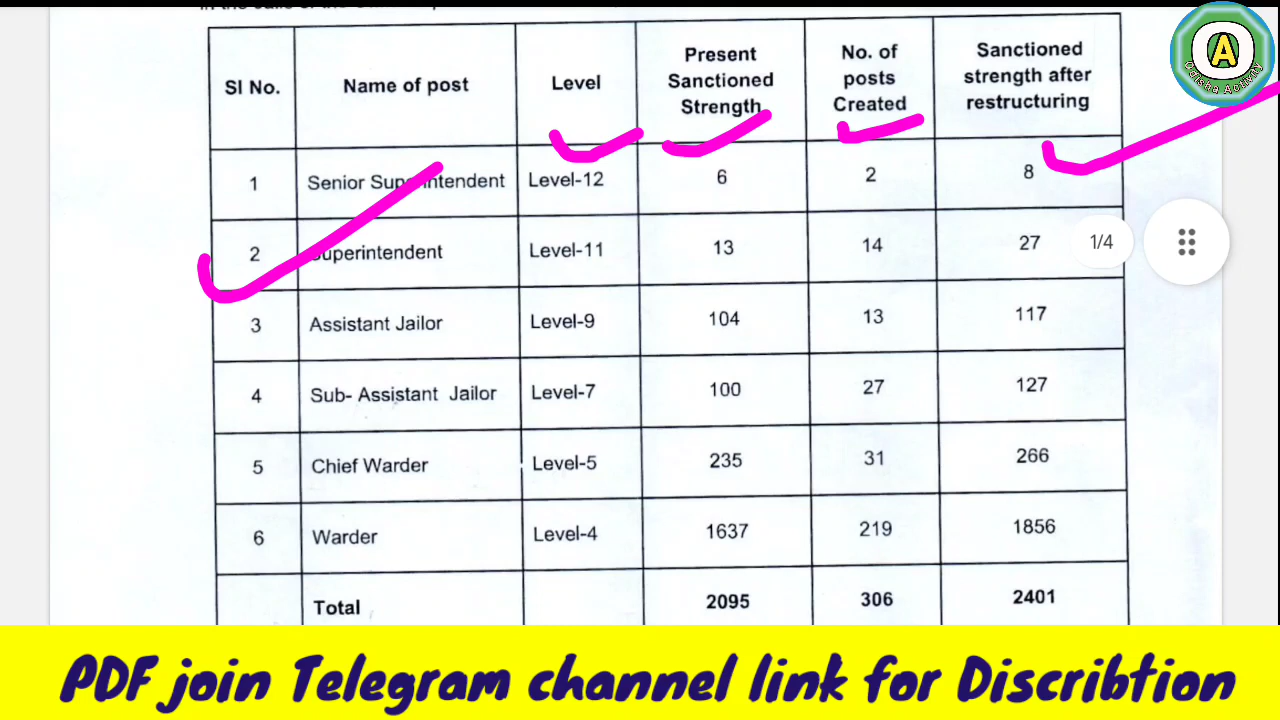 SI No.
Name of post
Level
Present
Sanctioned
Strength
No. of
posts
Created
Sanctioned
strength after
restructuring
1 Senior Superintendent Level-12 6 2 8
2 Superintendent Level-11 13 14 27
3 Assistant Jailor Level-9 104 13 117
4 Sub- Assistant Jailor Level-7 100 27 127
5 Chief Warder Level-5 235 31 266
6 Warder Level-4 1637 219 1856
Total 2095 306 2401
1/4
A
Odisha Activity
PDF join Telegram channel link for Discribtion